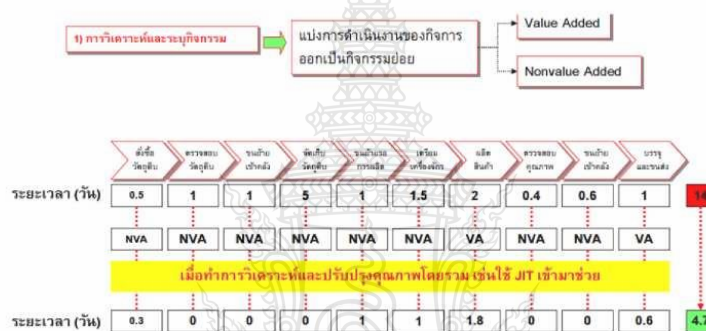 1) การวิเคราะห์และระบุกิจกรรม
แบ่งการดำเนินงานของกิจการ
ออกเป็นกิจกรรมย่อย
Value Added
Nonvalue Added
สั่งซื้อ วัตถุดิบ
ตรวจสอบ วัตถุดิบ
ขนย้าย เข้าคลัง
จัดเก็บ วัตถุดิบ
ขนย้ายรอ การผลิต
เตรียม เครื่องจักร
ผลิต สินค้า
ตรวจสอบ คุณภาพ
ขนย้าย เข้าคลัง
บรรจุ และขนส่ง
ระยะเวลา (วัน) 0.5 1 1 5 1 1.5 2 0.4 0.6 1 14
NVA NVA NVA NVA NVA NVA VA NVA NVA VA
เมื่อทำการวิเคราะห์และปรับปรุงคุณภาพโดยรวม เช่นใช้ JIT เข้ามาช่วย
ระยะเวลา (วัน) 0.3 0 0 0 1 1 1.8 0 0 0.6 4.7